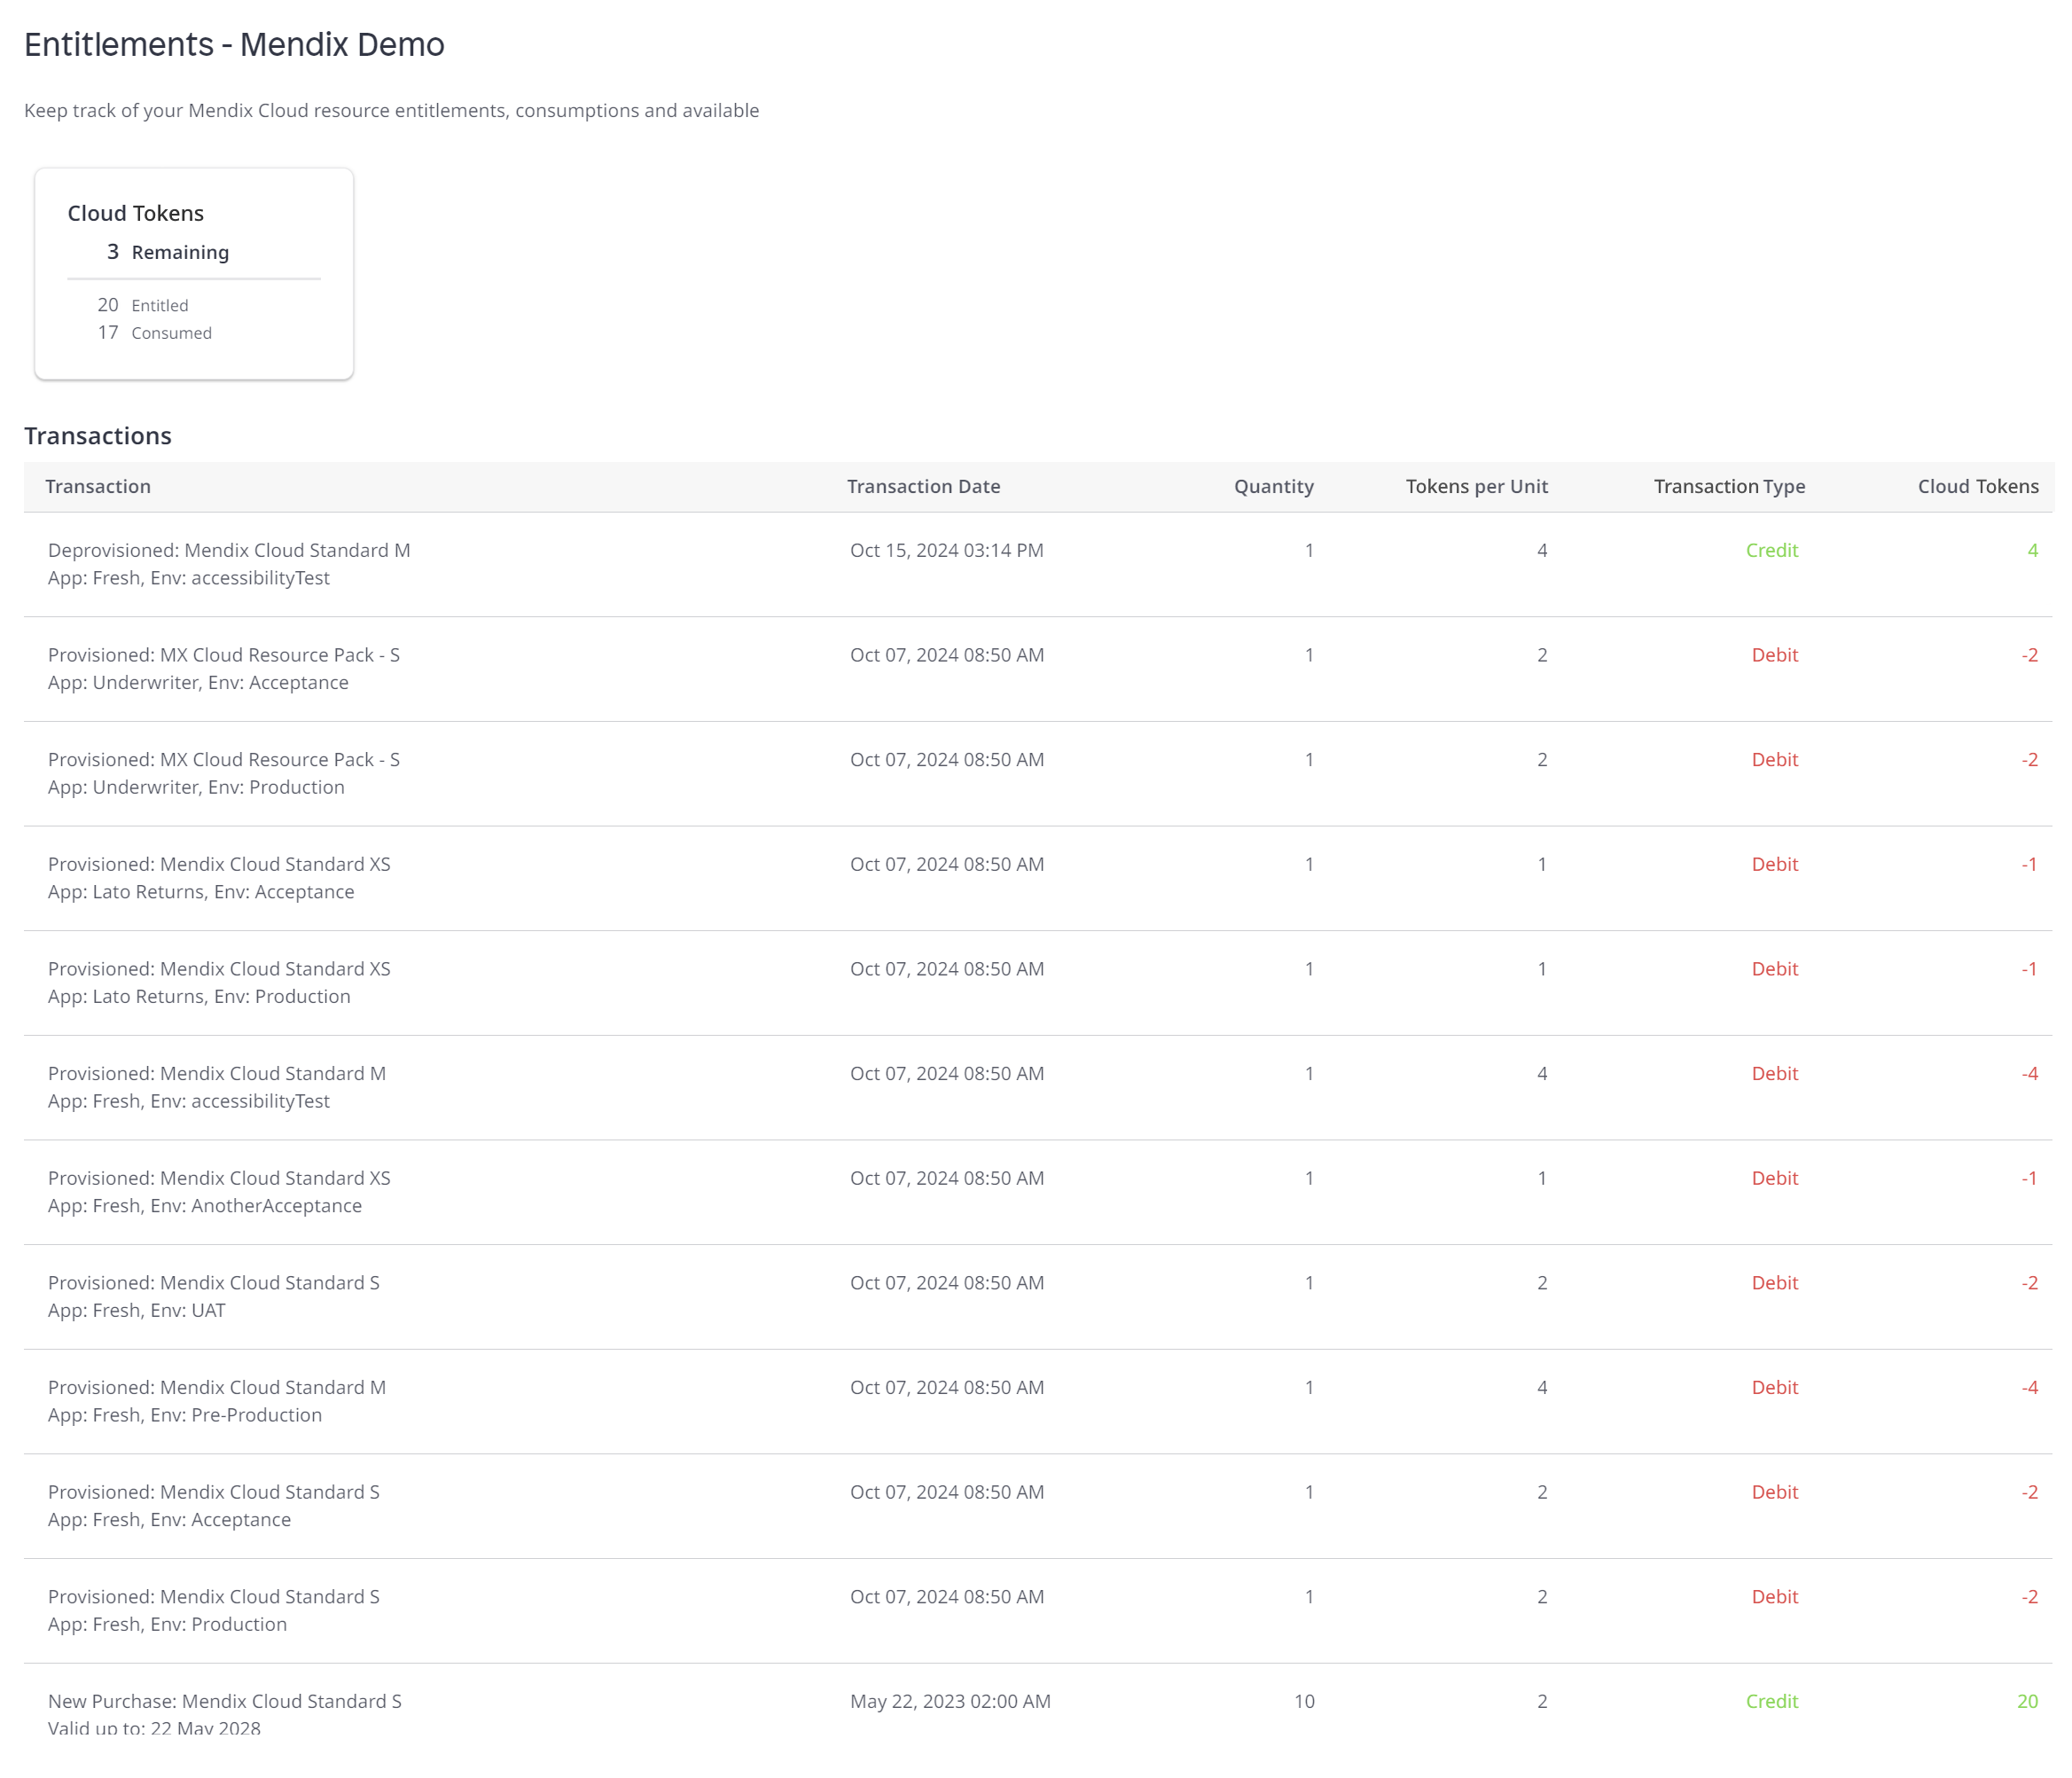 Entitlements - Mendix Demo
Keep track of your Mendix Cloud resource entitlements, consumptions and available
Cloud Tokens
3 Remaining
20 Entitled
17 Consumed
Transactions
Transaction Transaction Date Quantity Tokens per Unit Transaction Type Cloud Tokens
Deprovisioned: Mendix Cloud Standard M Oct 15, 2024 03:14 PM 1 4 Credit 4
App: Fresh, Env: accessibilityTest
Provisioned: MX Cloud Resource Pack - S Oct 07, 2024 08:50 AM 1 2 Debit -2
App: Underwriter, Env: Acceptance
Provisioned: MX Cloud Resource Pack - S Oct 07, 2024 08:50 AM 1 2 Debit -2
App: Underwriter, Env: Production
Provisioned: Mendix Cloud Standard XS Oct 07, 2024 08:50 AM 1 1 Debit -1
App: Lato Returns, Env: Acceptance
Provisioned: Mendix Cloud Standard XS Oct 07, 2024 08:50 AM 1 1 Debit -1
App: Lato Returns, Env: Production
Provisioned: Mendix Cloud Standard M Oct 07, 2024 08:50 AM 1 4 Debit -4
App: Fresh, Env: accessibilityTest
Provisioned: Mendix Cloud Standard XS Oct 07, 2024 08:50 AM 1 1 Debit -1
App: Fresh, Env: AnotherAcceptance
Provisioned: Mendix Cloud Standard S Oct 07, 2024 08:50 AM 1 2 Debit -2
App: Fresh, Env: UAT
Provisioned: Mendix Cloud Standard M Oct 07, 2024 08:50 AM 1 4 Debit -4
App: Fresh, Env: Pre-Production
Provisioned: Mendix Cloud Standard S Oct 07, 2024 08:50 AM 1 2 Debit -2
App: Fresh, Env: Acceptance
Provisioned: Mendix Cloud Standard S Oct 07, 2024 08:50 AM 1 2 Debit -2
App: Fresh, Env: Production
New Purchase: Mendix Cloud Standard S May 22, 2023 02:00 AM 10 2 Credit 20
Valid up to: 22 May 2028